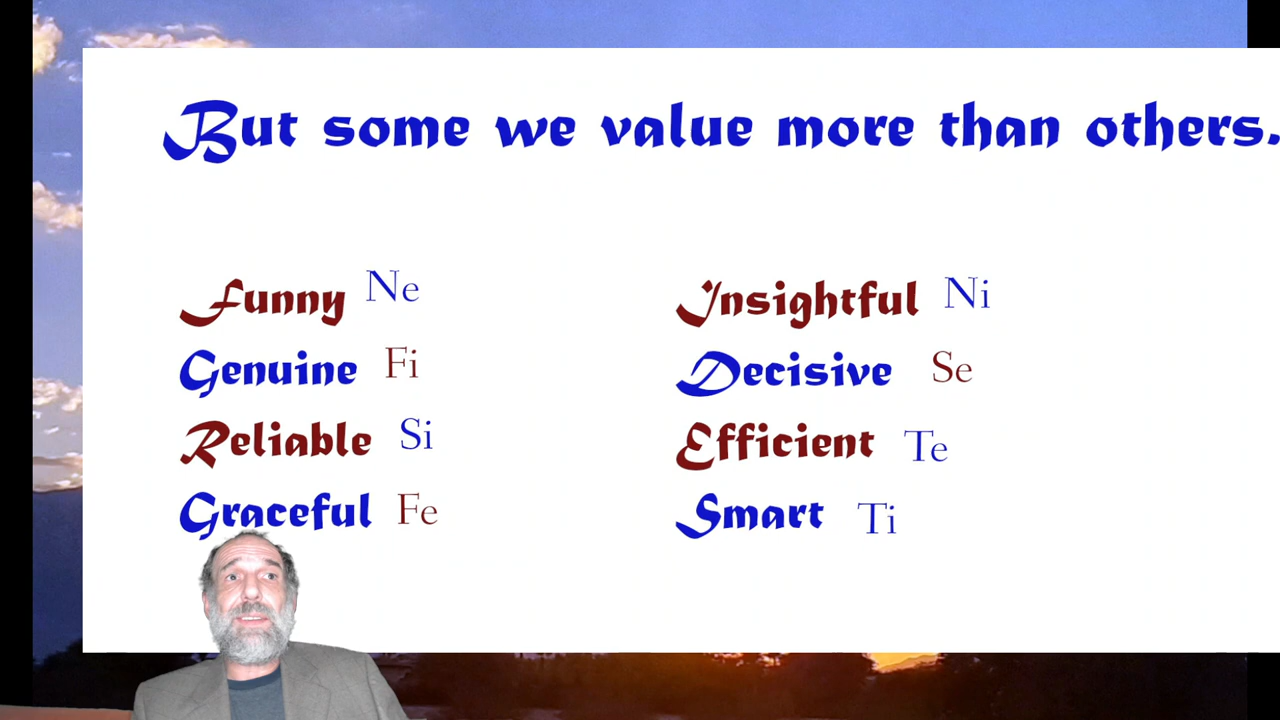 But some we value more than others.
Funny Ne
Genuine Fi
Reliable Si
Graceful Fe
Insightful Ni
Decisive Se
Efficient Te
Smart Ti